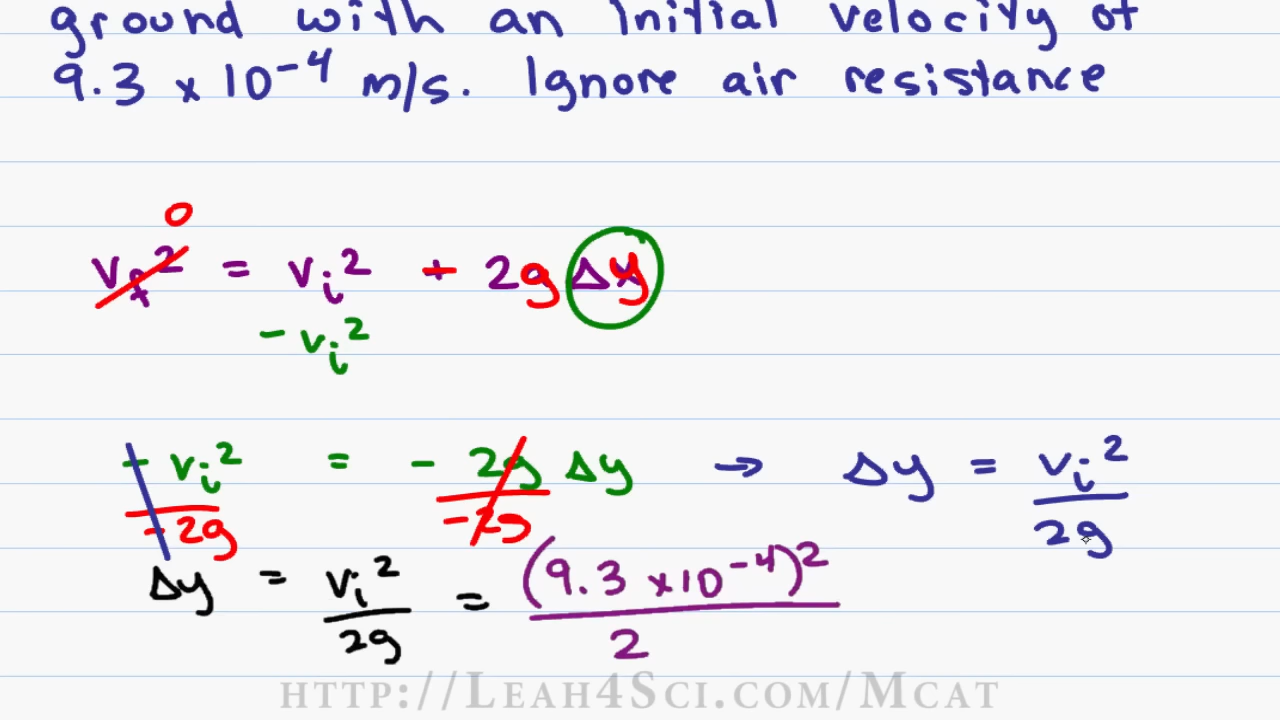 ground with an initial velocity of
9.3 x 10⁻⁴ m/s. Ignore air resistance
0
v_f² = v_i² - 2g Δy
- v_i²
- v_i² = - 2g Δy → Δy = v_i²
- 2g -2g 2g
Δy = v_i² = (9.3 x 10⁻⁴)²
2g 2
HTTP://LEAH4SCI.COM/MCAT